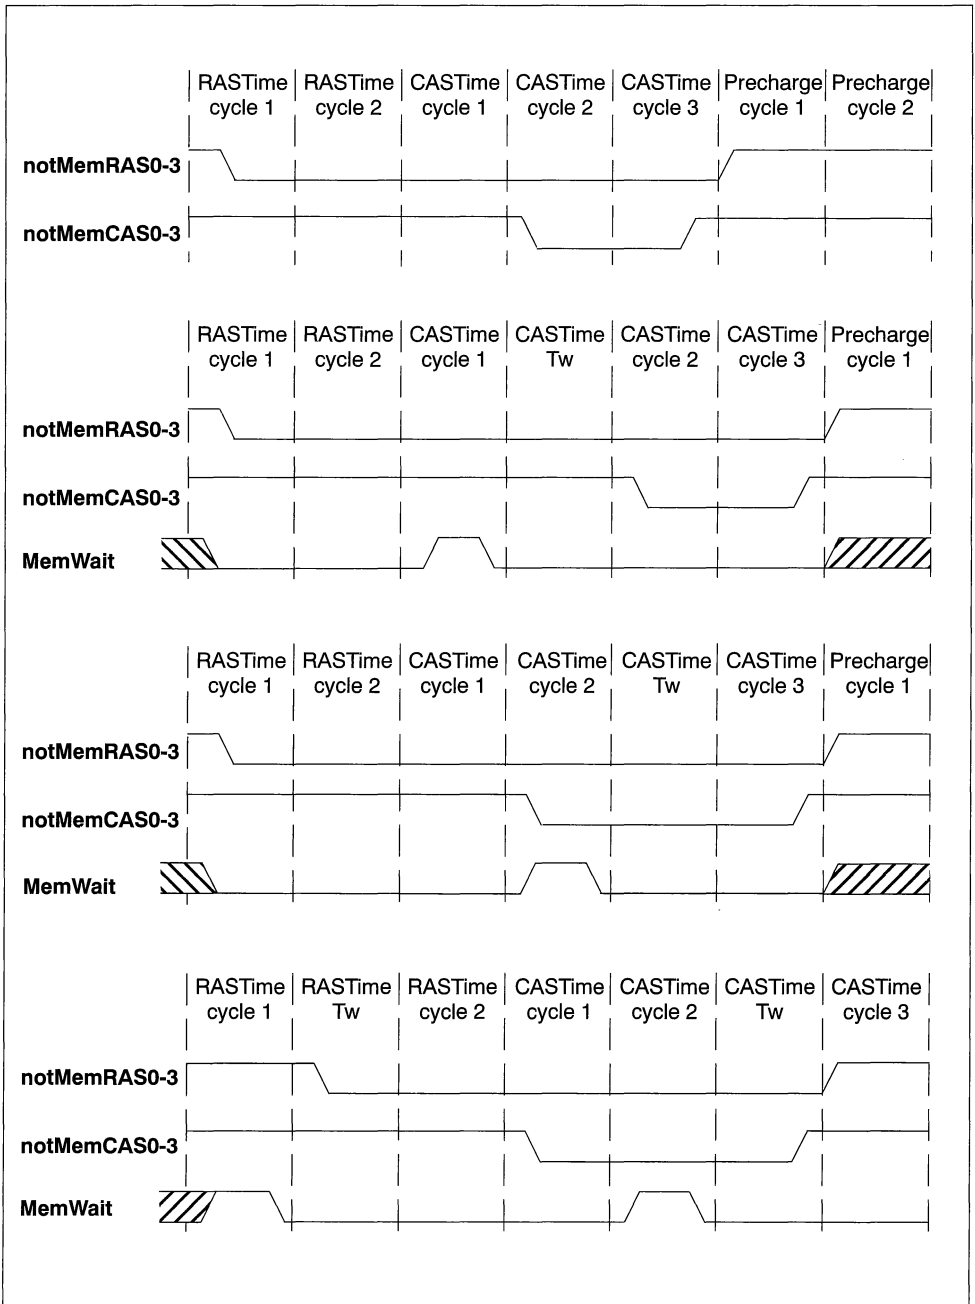 RASTime RASTime CASTime CASTime CASTime Precharge Precharge
cycle 1 cycle 2 cycle 1 cycle 2 cycle 3 cycle 1 cycle 2
notMemRAS0-3
notMemCAS0-3
RASTime RASTime CASTime CASTime CASTime CASTime Precharge
cycle 1 cycle 2 cycle 1 Tw cycle 2 cycle 3 cycle 1
notMemRAS0-3
notMemCAS0-3
MemWait
RASTime RASTime CASTime CASTime CASTime CASTime Precharge
cycle 1 cycle 2 cycle 1 cycle 2 Tw cycle 3 cycle 1
notMemRAS0-3
notMemCAS0-3
MemWait
RASTime RASTime RASTime CASTime CASTime CASTime CASTime
cycle 1 Tw cycle 2 cycle 1 cycle 2 Tw cycle 3
notMemRAS0-3
notMemCAS0-3
MemWait